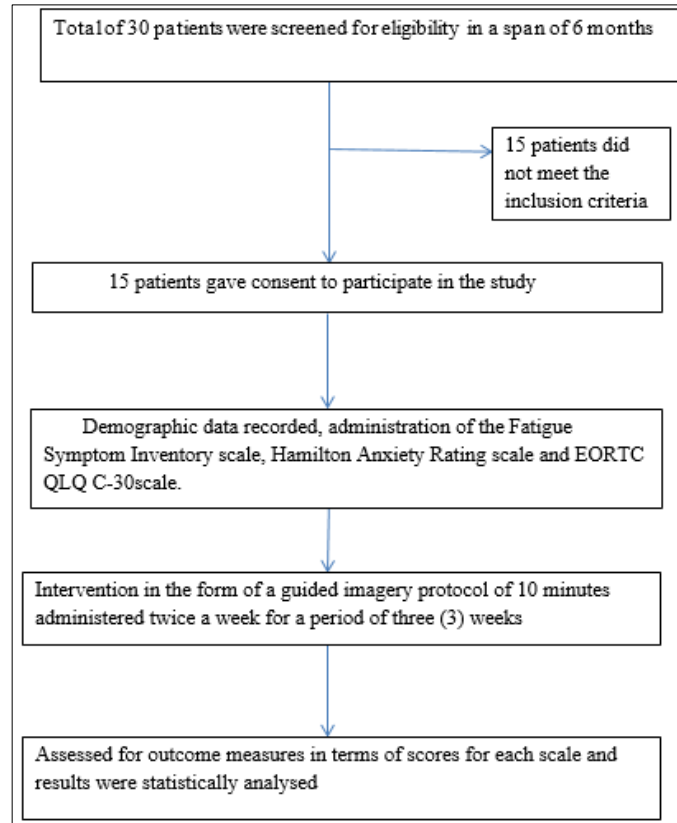 Total of 30 patients were screened for eligibility in a span of 6 months
15 patients did
not meet the
inclusion criteria
15 patients gave consent to participate in the study
Demographic data recorded, administration of the Fatigue
Symptom Inventory scale, Hamilton Anxiety Rating scale and EORTC
QLQ C-30scale.
Intervention in the form of a guided imagery protocol of 10 minutes
administered twice a week for a period of three (3) weeks
Assessed for outcome measures in terms of scores for each scale and
results were statistically analysed